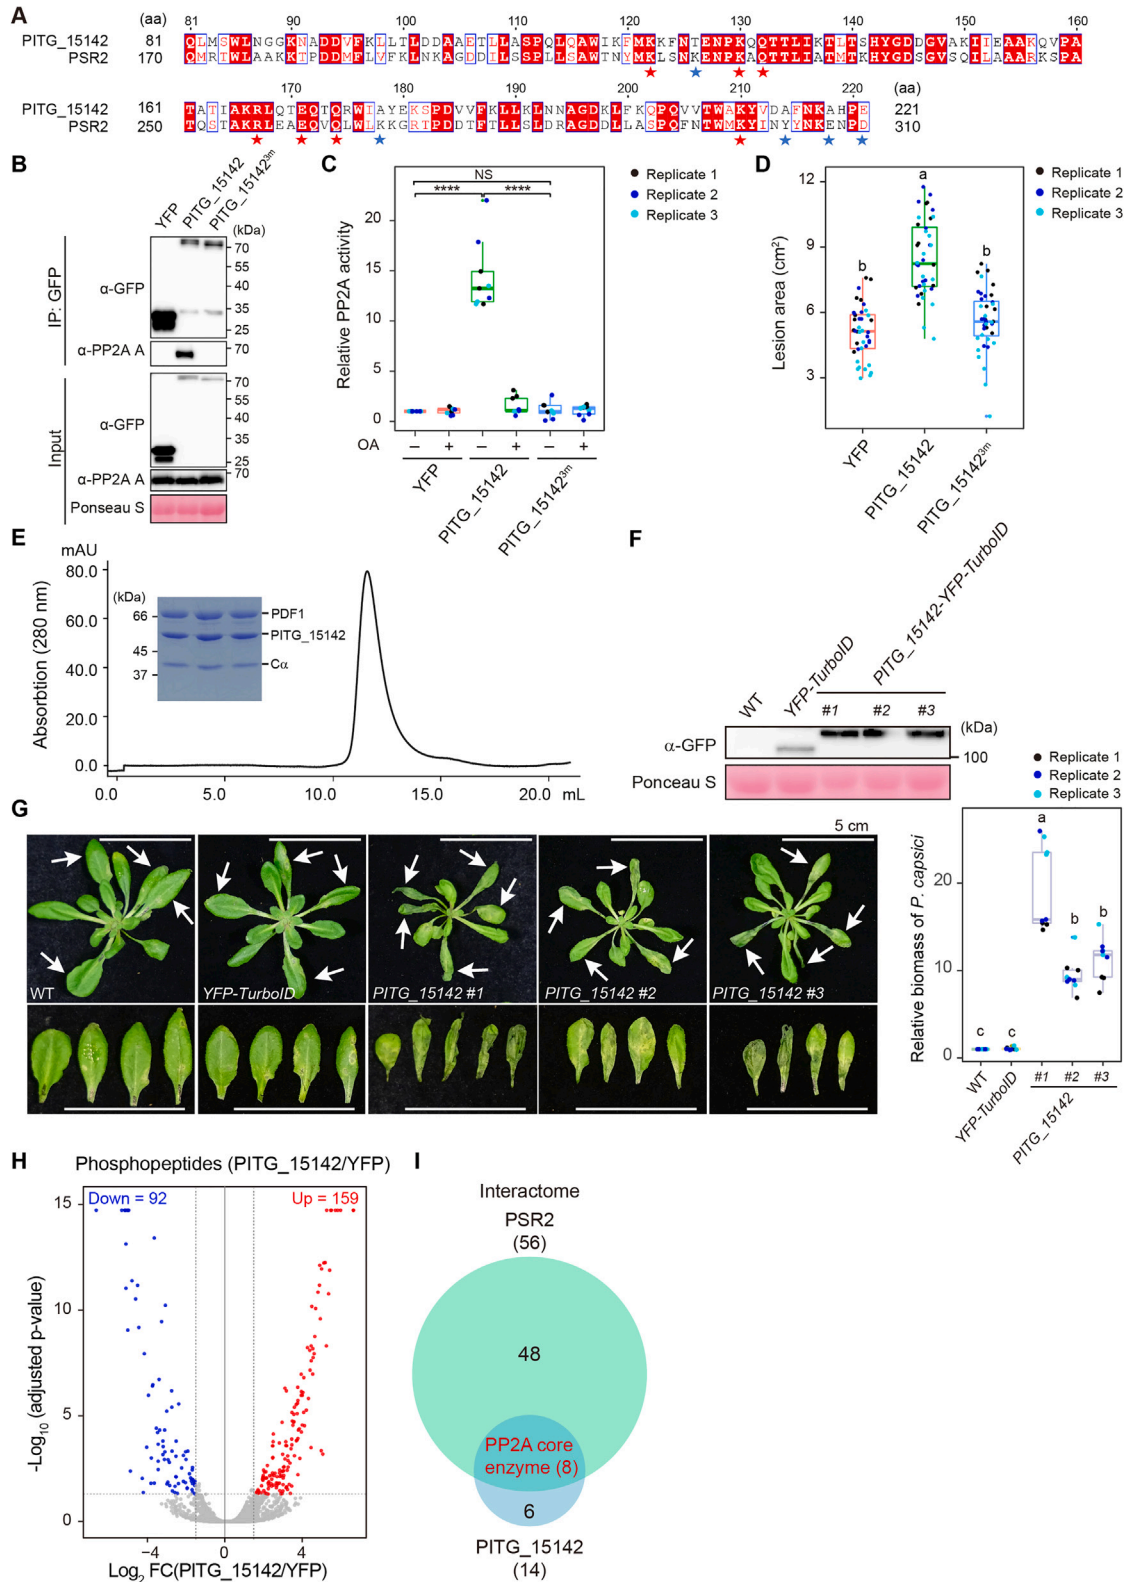 A
(aa) 81 90 100 110 120 130 140 150 160
PITG_15142 81 QLMSWLNGGKNADDVFKLLTLDDAAETLLASPQLQAWIKFMKKFNTENPKQQTTLIKTLTSHYGDDGVAKIIEAAKQVPA
PSR2 170 QMRTWLAAKKTPDDMFLVFKLNKAGDDILSSPLLSAWTNYMKLSNKENPKAQTTLIATMTKHYGDSGVSQILAAARKSPA
170 180 190 200 210 220 (aa)
PITG_15142 161 TATIAKRLQTEQTQRWIAYEKSPDVVFKLLKLNNAGDKLFKQPQVVTWAKYVDAFNKAHPE 221
PSR2 250 TQSTAKRLEAEQVQLWLKKGRTPDDTFTLLSLDRAGDDLLASPQFNTWMKYINYYNKENPD 310
B
YFP
PITG_15142
PITG_15142³ᵐ
(kDa)
IP: GFP
α-GFP
70
55
40
35
25
α-PP2A A
70
Input
α-GFP
70
55
40
35
25
α-PP2A A
70
Ponseau S
C
Relative PP2A activity
20
15
10
5
0
NS
**** ****
Replicate 1
Replicate 2
Replicate 3
OA − + − + − +
YFP
PITG_15142
PITG_15142³ᵐ
D
Lesion area (cm²)
12
9
6
3
b a b
Replicate 1
Replicate 2
Replicate 3
YFP
PITG_15142
PITG_15142³ᵐ
E
mAU
Absorbtion (280 nm)
80.0
60.0
40.0
20.0
0.0
(kDa)
66
45
37
PDF1
PITG_15142
Cα
0.0 5.0 10.0 15.0 20.0 mL
F
WT
YFP-TurboID
PITG_15142-YFP-TurboID
#1 #2 #3
(kDa)
α-GFP
100
Ponceau S
G
5 cm
WT
YFP-TurboID
PITG_15142 #1
PITG_15142 #2
PITG_15142 #3
Replicate 1
Replicate 2
Replicate 3
Relative biomass of P. capsici
20
10
0
c c a b b
WT
YFP-TurboID
#1 #2 #3
PITG_15142
H
Phosphopeptides (PITG_15142/YFP)
Down = 92 Up = 159
-Log₁₀ (adjusted p-value)
15
10
5
0
−4 0 4
Log₂ FC(PITG_15142/YFP)
I
Interactome
PSR2
(56)
48
PP2A core
enzyme (8)
6
PITG_15142
(14)